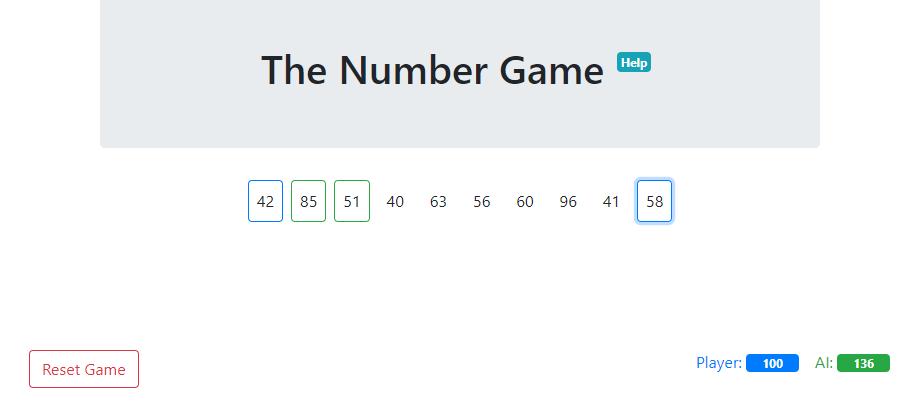 The Number Game Help
42 85 51 40 63 56 60 96 41 58
Reset Game
Player: 100 AI: 136